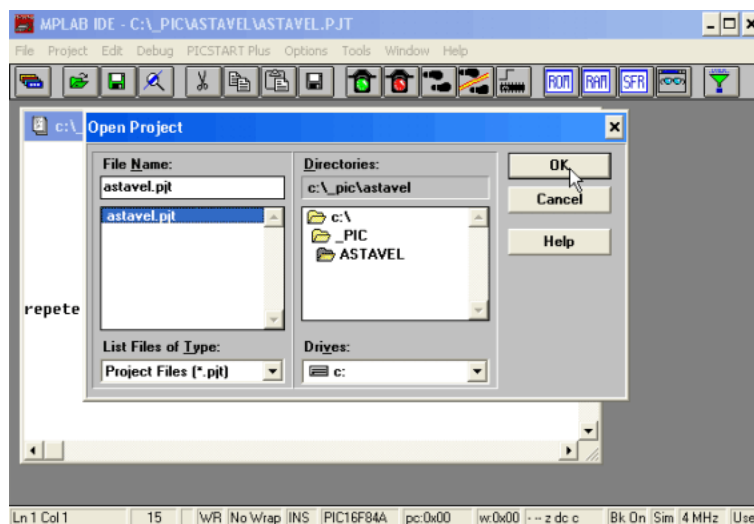 MPLAB IDE - C:\_PIC\ASTAVEL\ASTAVEL.PJT
File Project Edit Debug PICSTART Plus Options Tools Window Help
ROM RAM SFR
c:\_
Open Project
File Name:
astavel.pjt
astavel.pjt
List Files of Type:
Project Files (*.pjt)
Directories:
c:\_pic\astavel
c:\
_PIC
ASTAVEL
Drives:
c:
OK
Cancel
Help
repete
Ln 1 Col 1 15 WR No Wrap INS PIC16F84A pc:0x00 w:0x00 - -- z dc c Bk On Sim 4 MHz Use